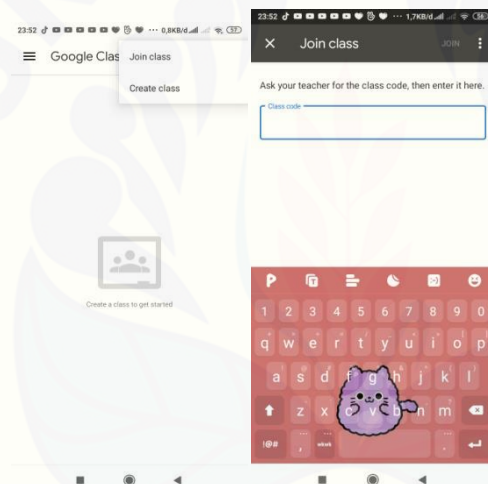 23:52 ··· 0,8KB/d 57
Google Clas
Join class
Create class
Create a class to get started
23:52 ··· 1,7KB/d 56
Join class JOIN
Ask your teacher for the class code, then enter it here.
Class code
1 2 3 4 5 6 7 8 9 0
q w e r t y u i o p
a s d f g h j k l
z x c v b n m
!@# , .